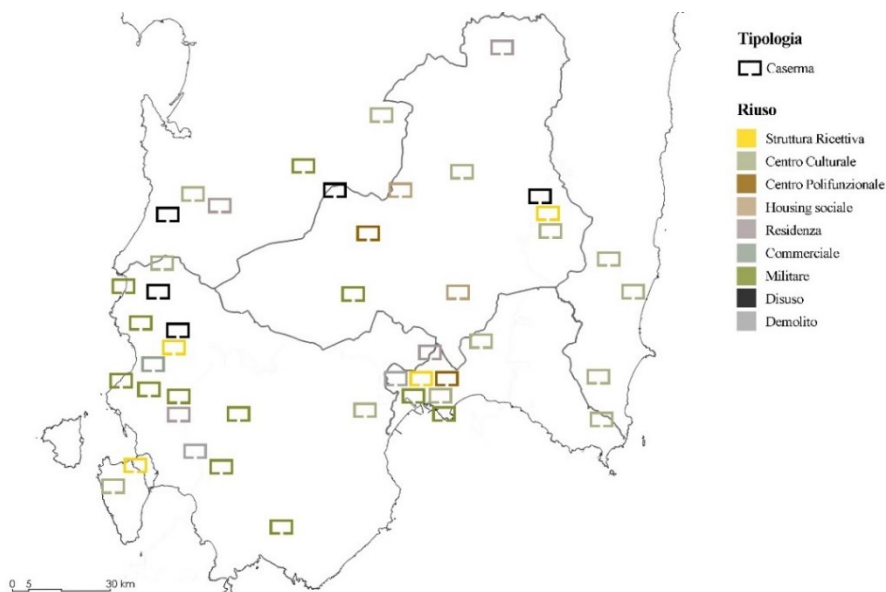 Tipologia
Caserma
Riuso
Struttura Ricettiva
Centro Culturale
Centro Polifunzionale
Housing sociale
Residenza
Commerciale
Militare
Disuso
Demolito
0 5 30 km